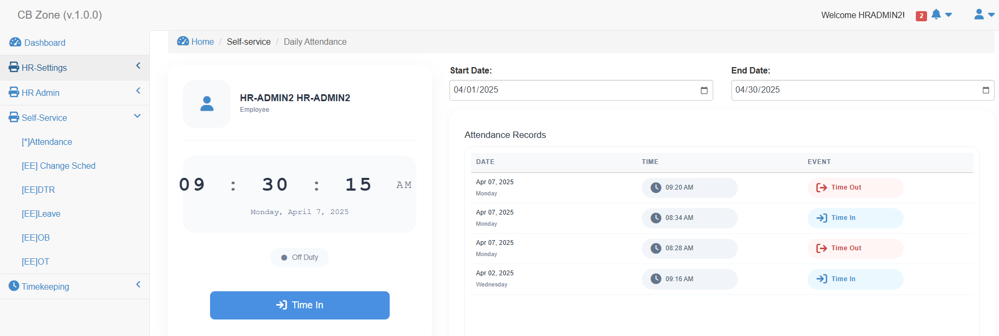 CB Zone (v.1.0.0)
Welcome HRADMIN2!
2
Dashboard
HR-Settings
HR Admin
Self-Service
[*]Attendance
[EE] Change Sched
[EE]DTR
[EE]Leave
[EE]OB
[EE]OT
Timekeeping
Home / Self-service / Daily Attendance
HR-ADMIN2 HR-ADMIN2
Employee
09 : 30 : 15 AM
Monday, April 7, 2025
Off Duty
Time In
Start Date:
04/01/2025
End Date:
04/30/2025
Attendance Records
DATE TIME EVENT
Apr 07, 2025
Monday
09:20 AM
Time Out
Apr 07, 2025
Monday
08:34 AM
Time In
Apr 07, 2025
Monday
08:28 AM
Time Out
Apr 02, 2025
Wednesday
09:16 AM
Time In